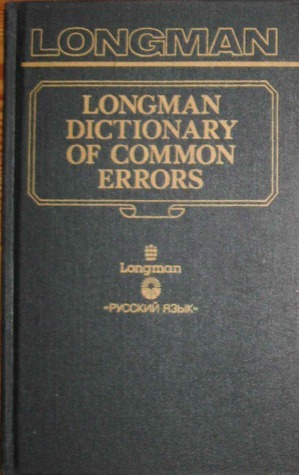 LONGMAN
LONGMAN
DICTIONARY
OF COMMON
ERRORS
Longman
«РУССКИЙ ЯЗЫК»